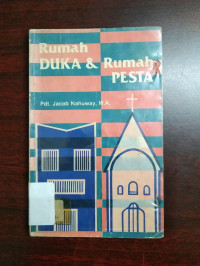 Rumah
DUKA & Rumah
PESTA
Pdt. Jacob Nahuway, M.A.